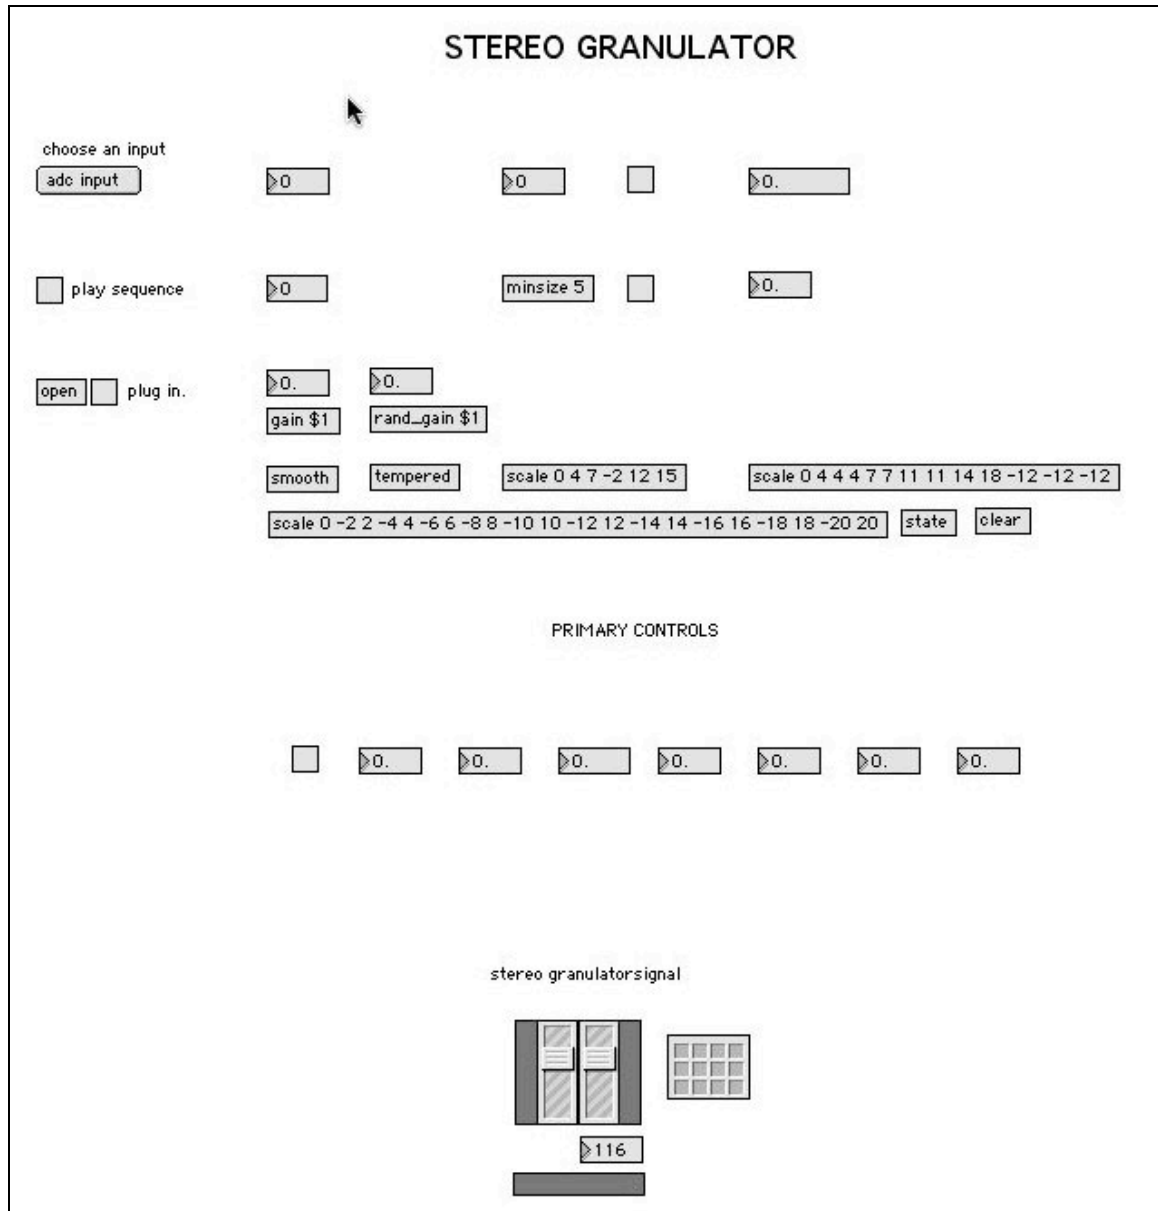 STEREO GRANULATOR
choose an input
adc input
0
0
0.
play sequence
0
minsize 5
0.
open
plug in.
0.
0.
gain $1
rand_gain $1
smooth
tempered
scale 0 4 7 -2 12 15
scale 0 4 4 4 7 7 11 11 14 18 -12 -12 -12
scale 0 -2 2 -4 4 -6 6 -8 8 -10 10 -12 12 -14 14 -16 16 -18 18 -20 20
state
clear
PRIMARY CONTROLS
0.
0.
0.
0.
0.
0.
0.
stereo granulatorsignal
116